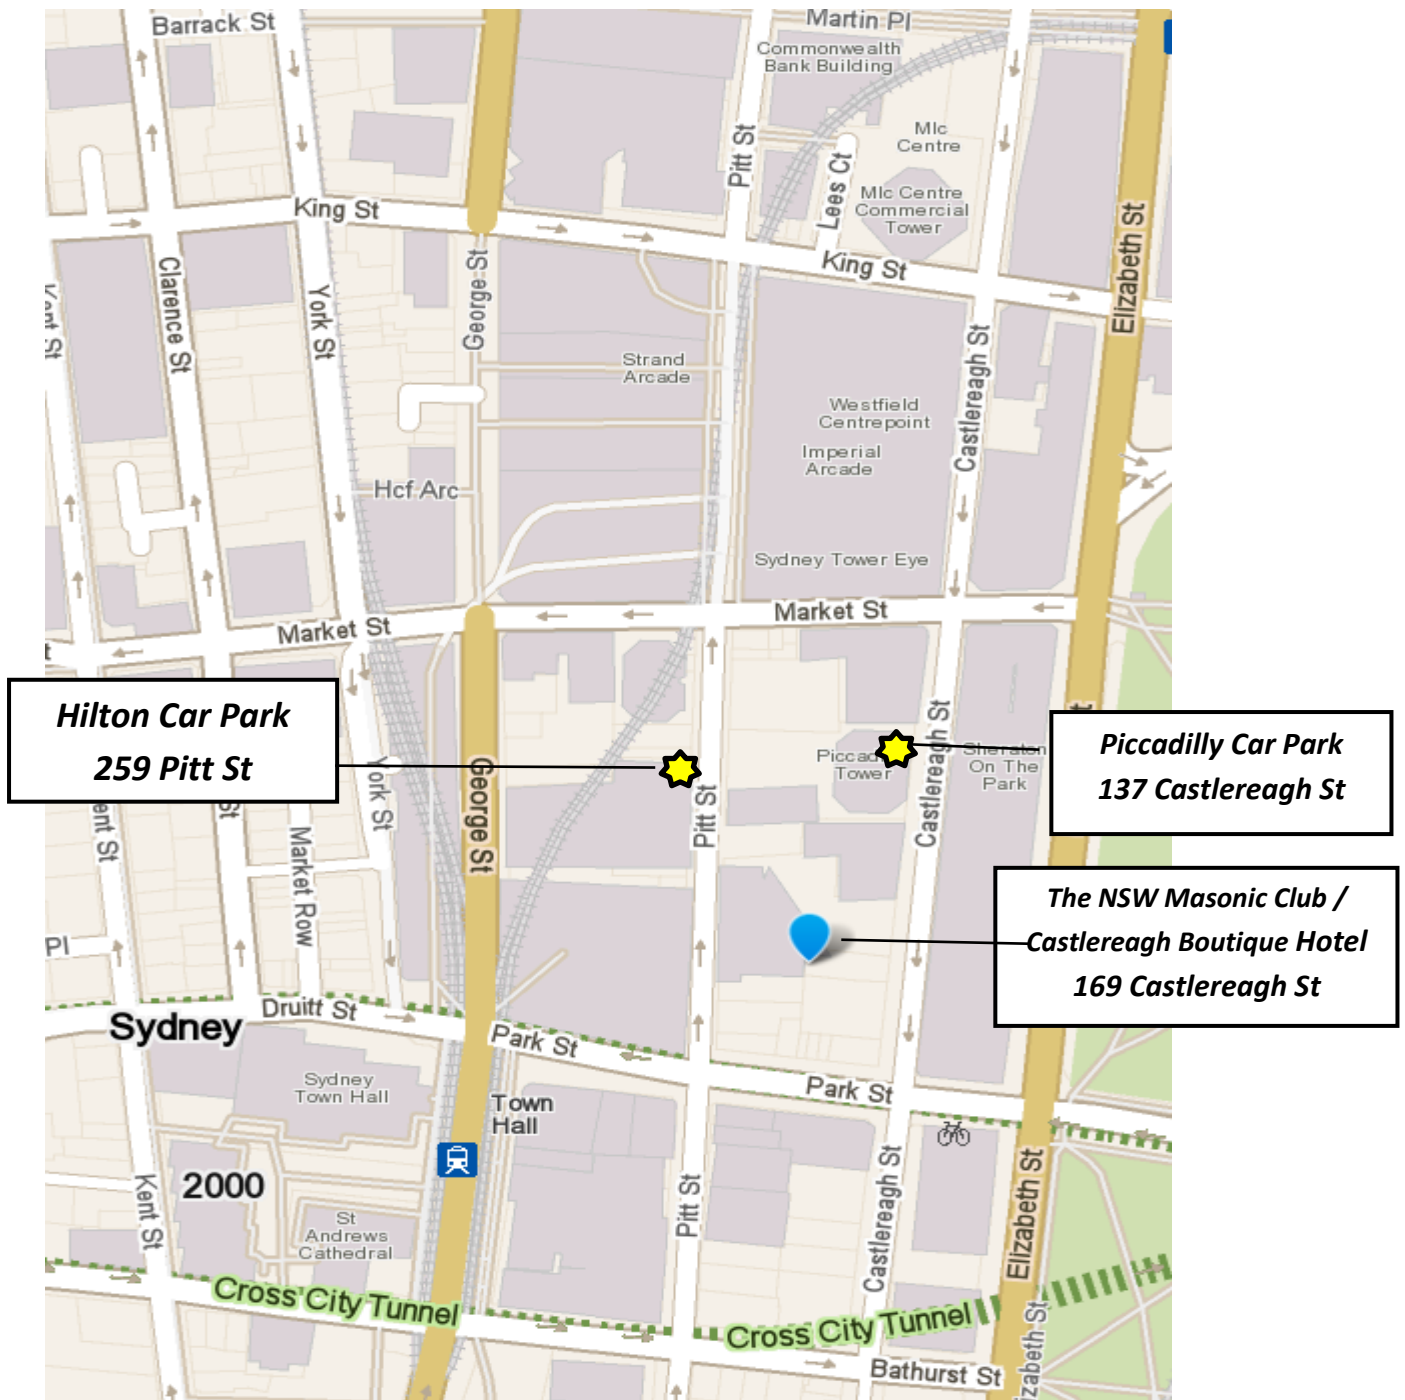 Barrack St
Martin Pl
Commonwealth
Bank Building
Pitt St
Mlc
Centre
Lees Ct
Mlc Centre
Commercial
Tower
King St
King St
Elizabeth St
Clarence St
York St
George St
Kent St
Castlereagh St
Strand
Arcade
Westfield
Centrepoint
Imperial
Arcade
Hcf Arc
Sydney Tower Eye
Market St
Market St
Hilton Car Park
259 Pitt St
Piccadilly Car Park
137 Castlereagh St
Castlereagh St
Tower
Sheraton
On The
Park
York St
George St
Pitt St
St
Market Row
The NSW Masonic Club /
Castlereagh Boutique Hotel
169 Castlereagh St
Pl
Druitt St
Sydney
Park St
Park St
Sydney
Town Hall
Town
Hall
2000
Kent St
St
Andrews
Cathedral
Pitt St
Castlereagh St
Elizabeth St
Cross City Tunnel
Cross City Tunnel
Bathurst St